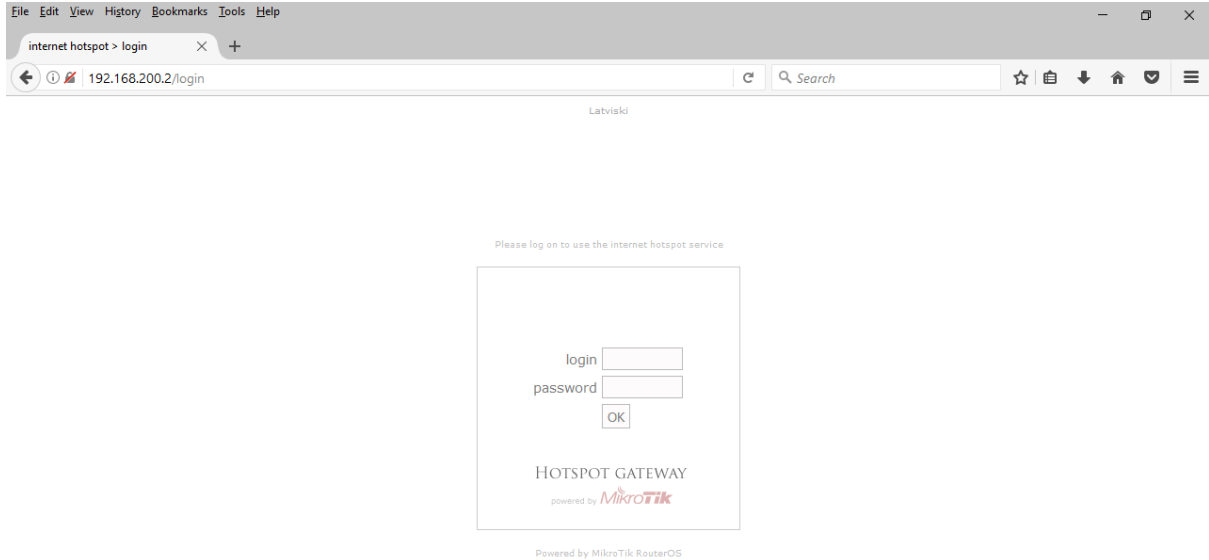 File Edit View History Bookmarks Tools Help
internet hotspot > login
192.168.200.2/login
Search
Latviski
Please log on to use the internet hotspot service
login
password
OK
HOTSPOT GATEWAY
powered by MikroTik
Powered by MikroTik RouterOS